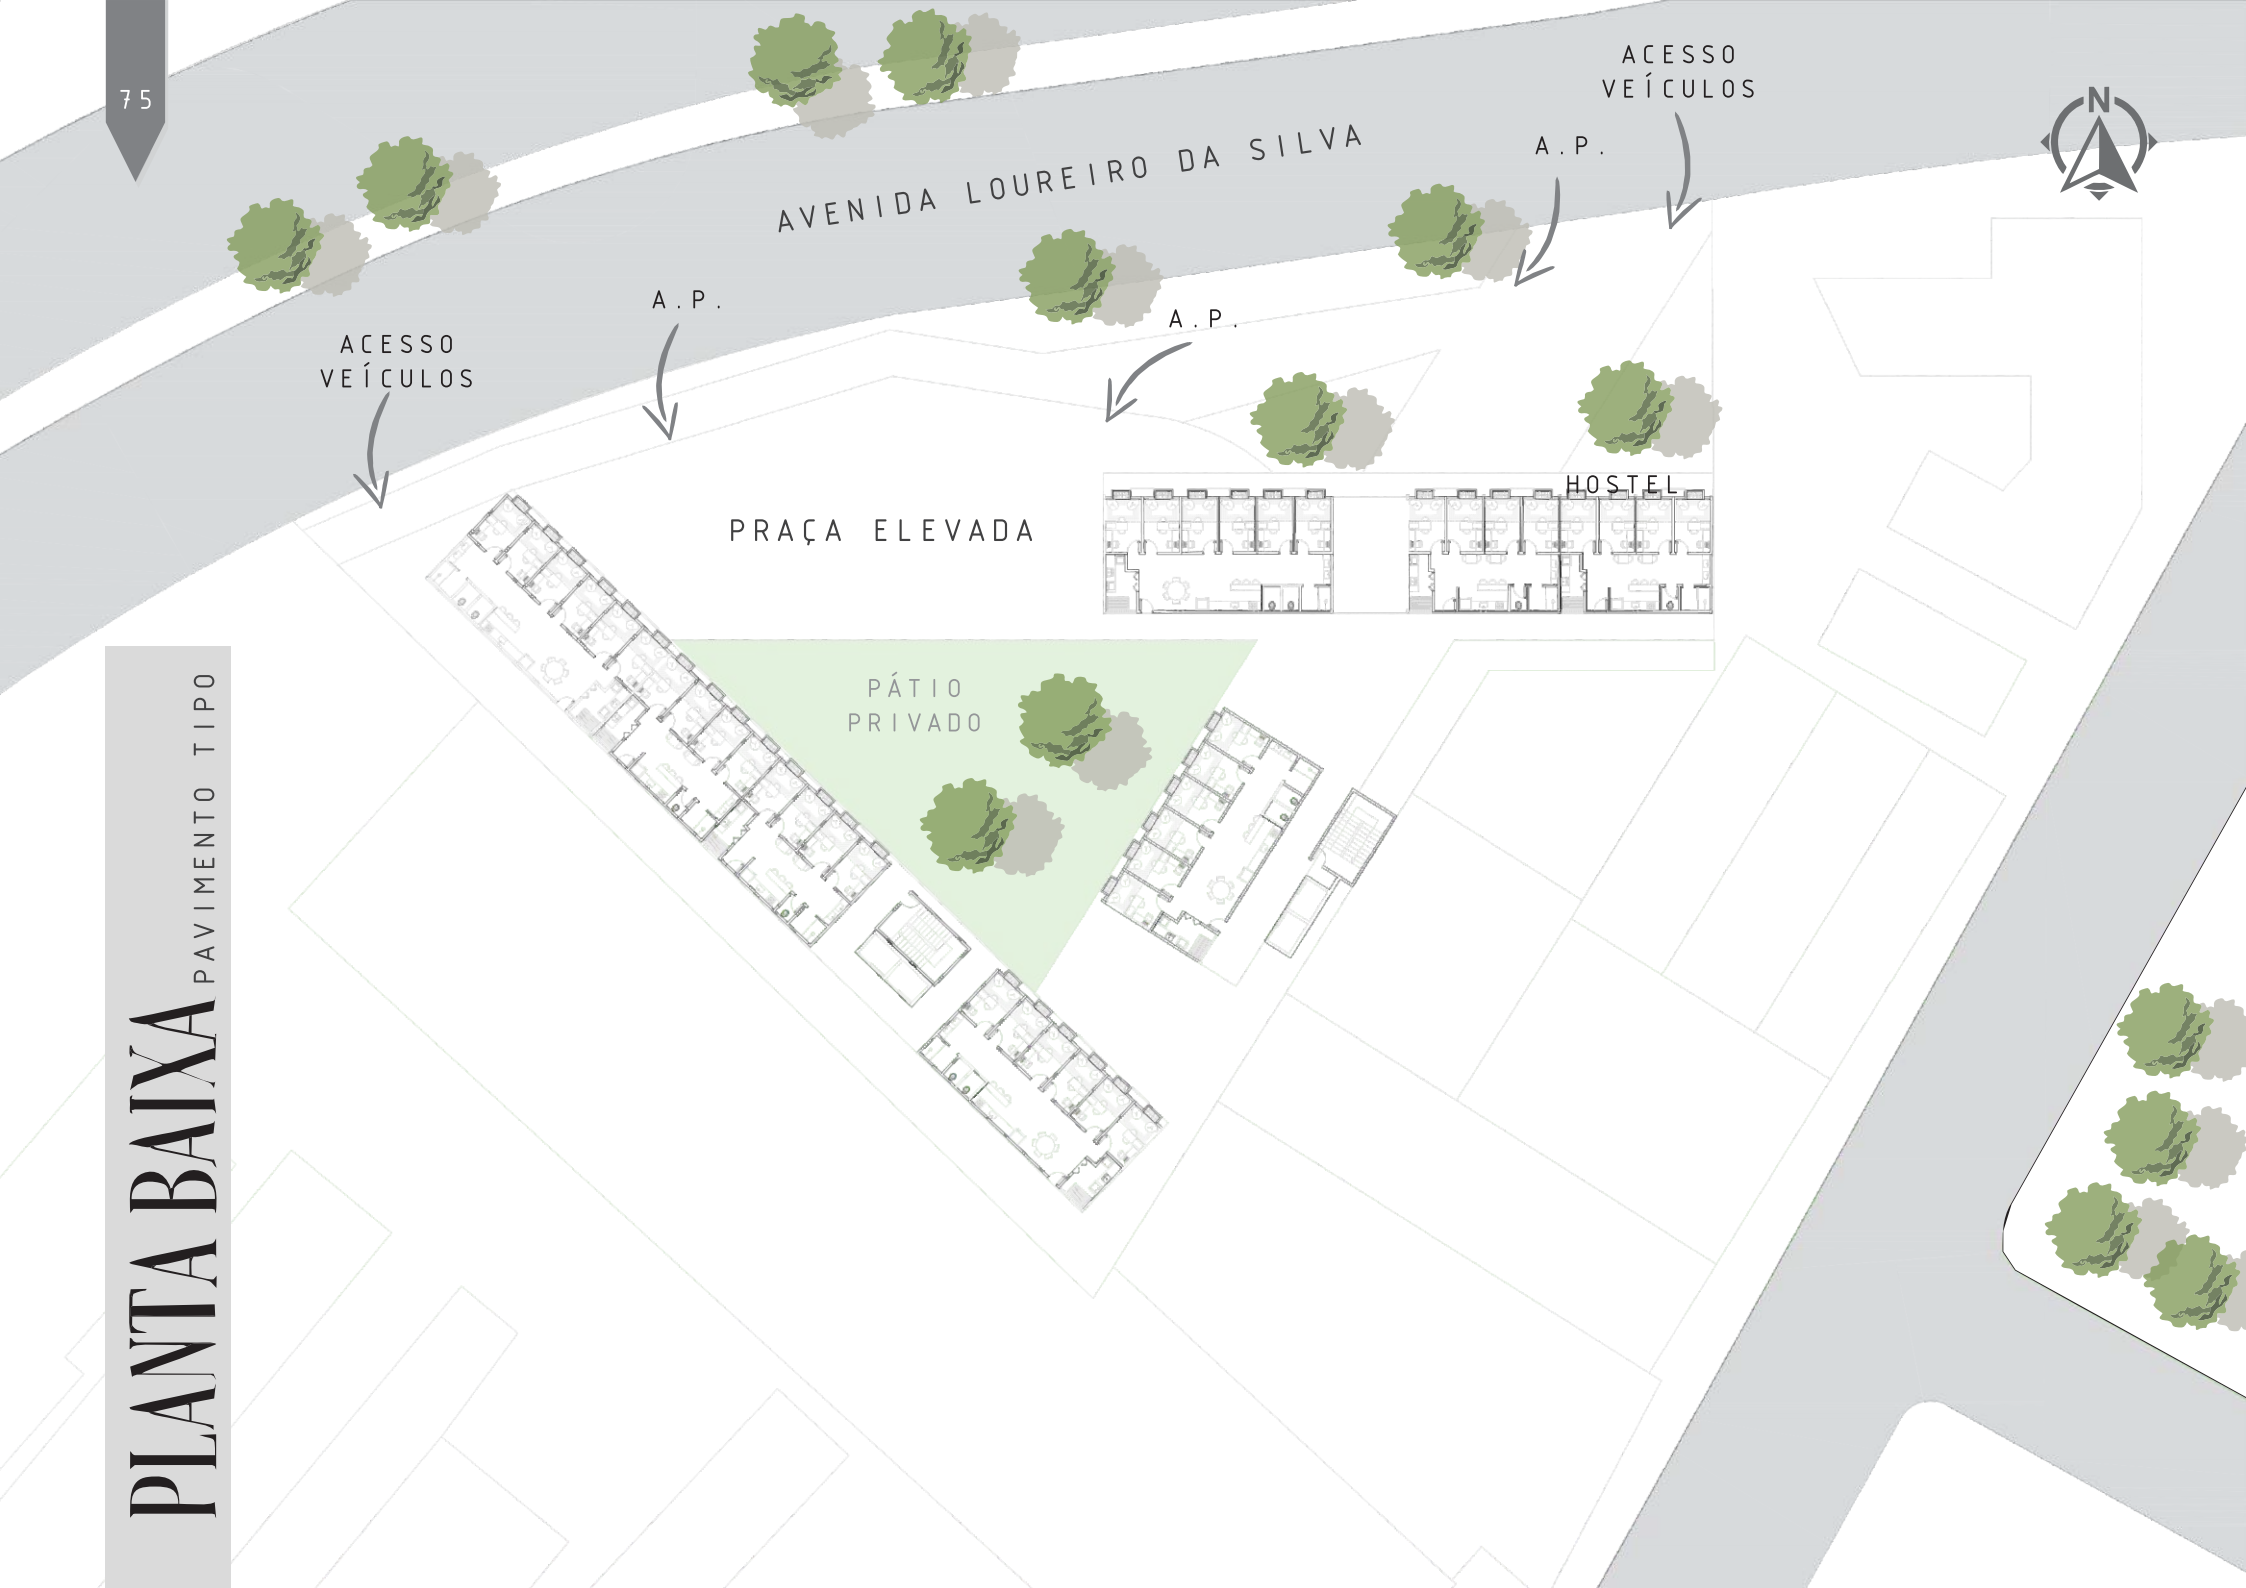 75
ACESSO
VEÍCULOS
N
A.P.
AVENIDA LOUREIRO DA SILVA
A.P.
A.P.
ACESSO
VEÍCULOS
HOSTEL
PRAÇA ELEVADA
PÁTIO
PRIVADO
PLANTA BAIXA PAVIMENTO TIPO